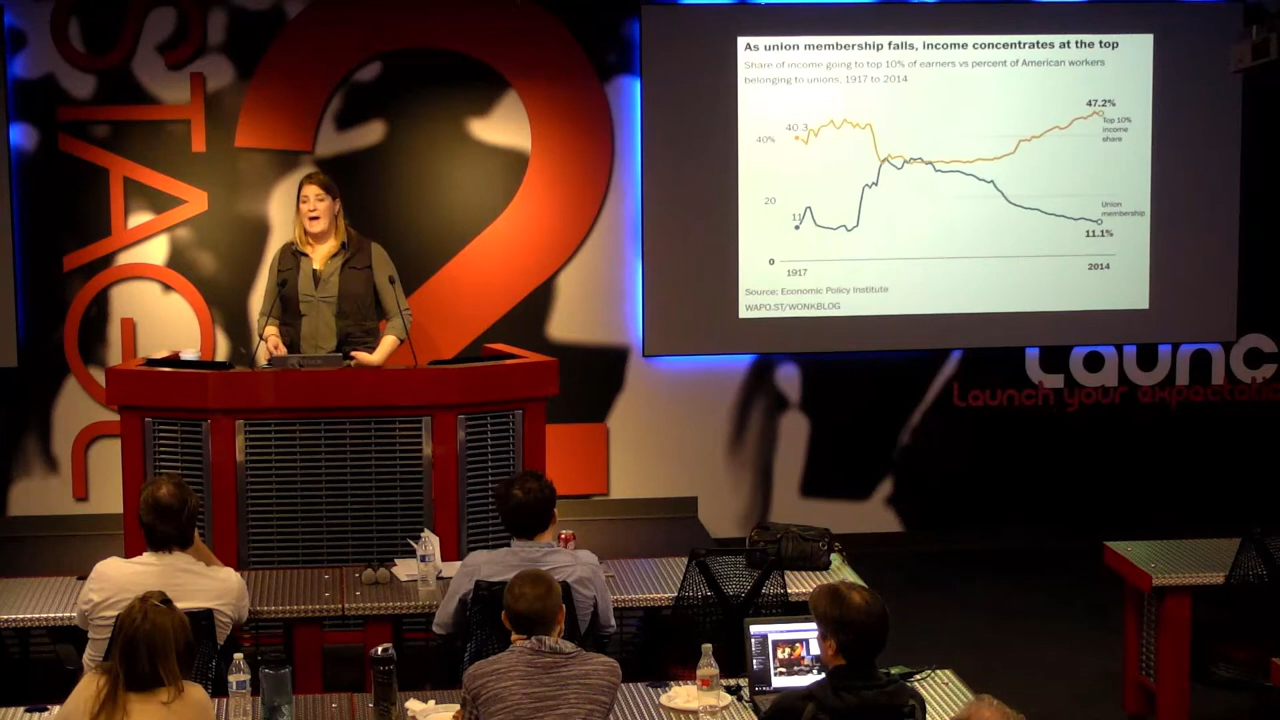 STAGE
2
As union membership falls, income concentrates at the top
Share of income going to top 10% of earners vs percent of American workers
belonging to unions, 1917 to 2014
47.2%
Top 10%
income
share
40.3
40%
20
11
Union
membership
11.1%
0
1917
2014
Source: Economic Policy Institute
WAPO.ST/WONKBLOG
Launc
Launch your expectatio